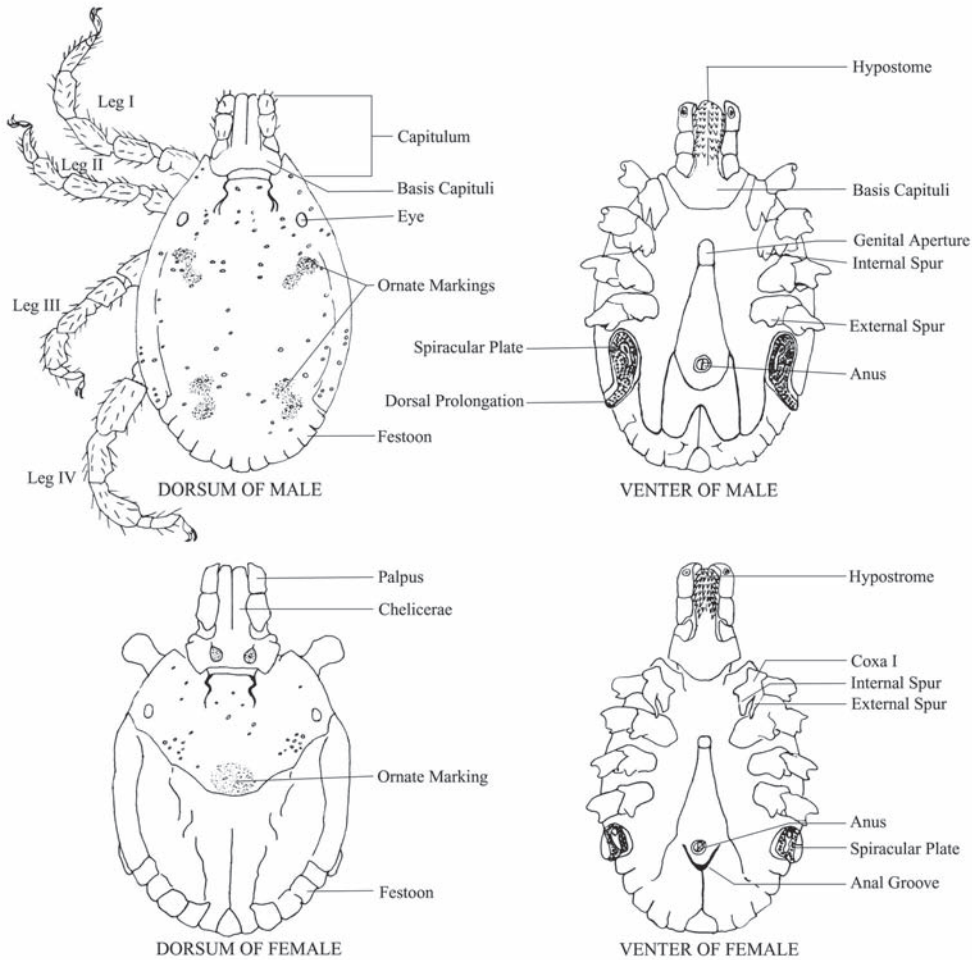 Leg I
Leg II
Leg III
Leg IV
Capitulum
Basis Capituli
Eye
Ornate Markings
Festoon
DORSUM OF MALE
Hypostome
Basis Capituli
Genital Aperture
Internal Spur
External Spur
Spiracular Plate
Anus
Dorsal Prolongation
VENTER OF MALE
Palpus
Chelicerae
Ornate Marking
Festoon
DORSUM OF FEMALE
Hypostrome
Coxa I
Internal Spur
External Spur
Anus
Spiracular Plate
Anal Groove
VENTER OF FEMALE